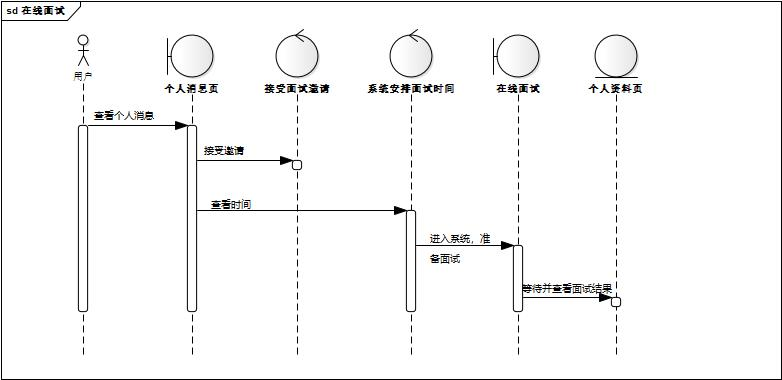 sd 在线面试
用户
个人消息页
接受面试邀请
系统安排面试时间
在线面试
个人资料页
查看个人消息
接受邀请
查看时间
进入系统，准
备面试
等待并查看面试结果